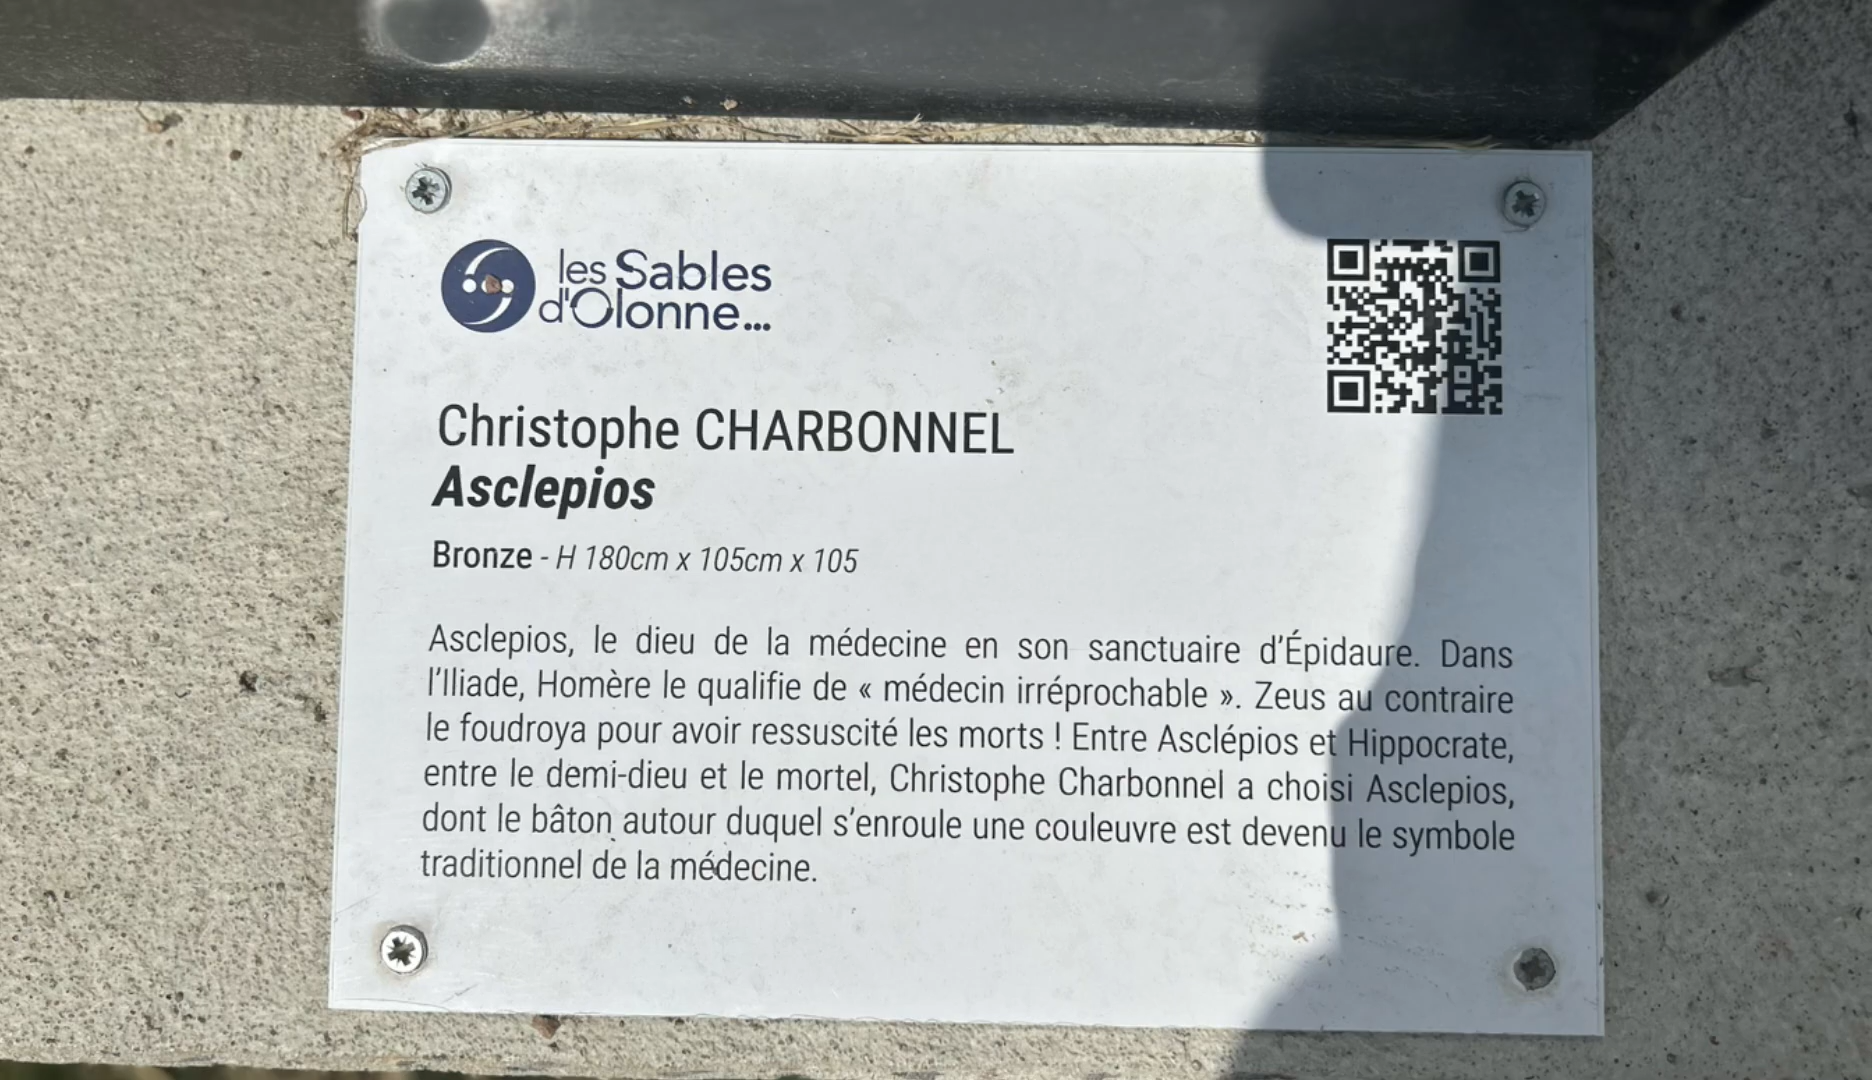 les Sables
d'Olonne...
Christophe CHARBONNEL
Asclepios
Bronze - H 180cm x 105cm x 105
Asclepios, le dieu de la médecine en son sanctuaire d'Épidaure. Dans
l'Iliade, Homère le qualifie de « médecin irréprochable ». Zeus au contraire
le foudroya pour avoir ressuscité les morts ! Entre Asclépios et Hippocrate,
entre le demi-dieu et le mortel, Christophe Charbonnel a choisi Asclepios,
dont le bâton autour duquel s'enroule une couleuvre est devenu le symbole
traditionnel de la médecine.